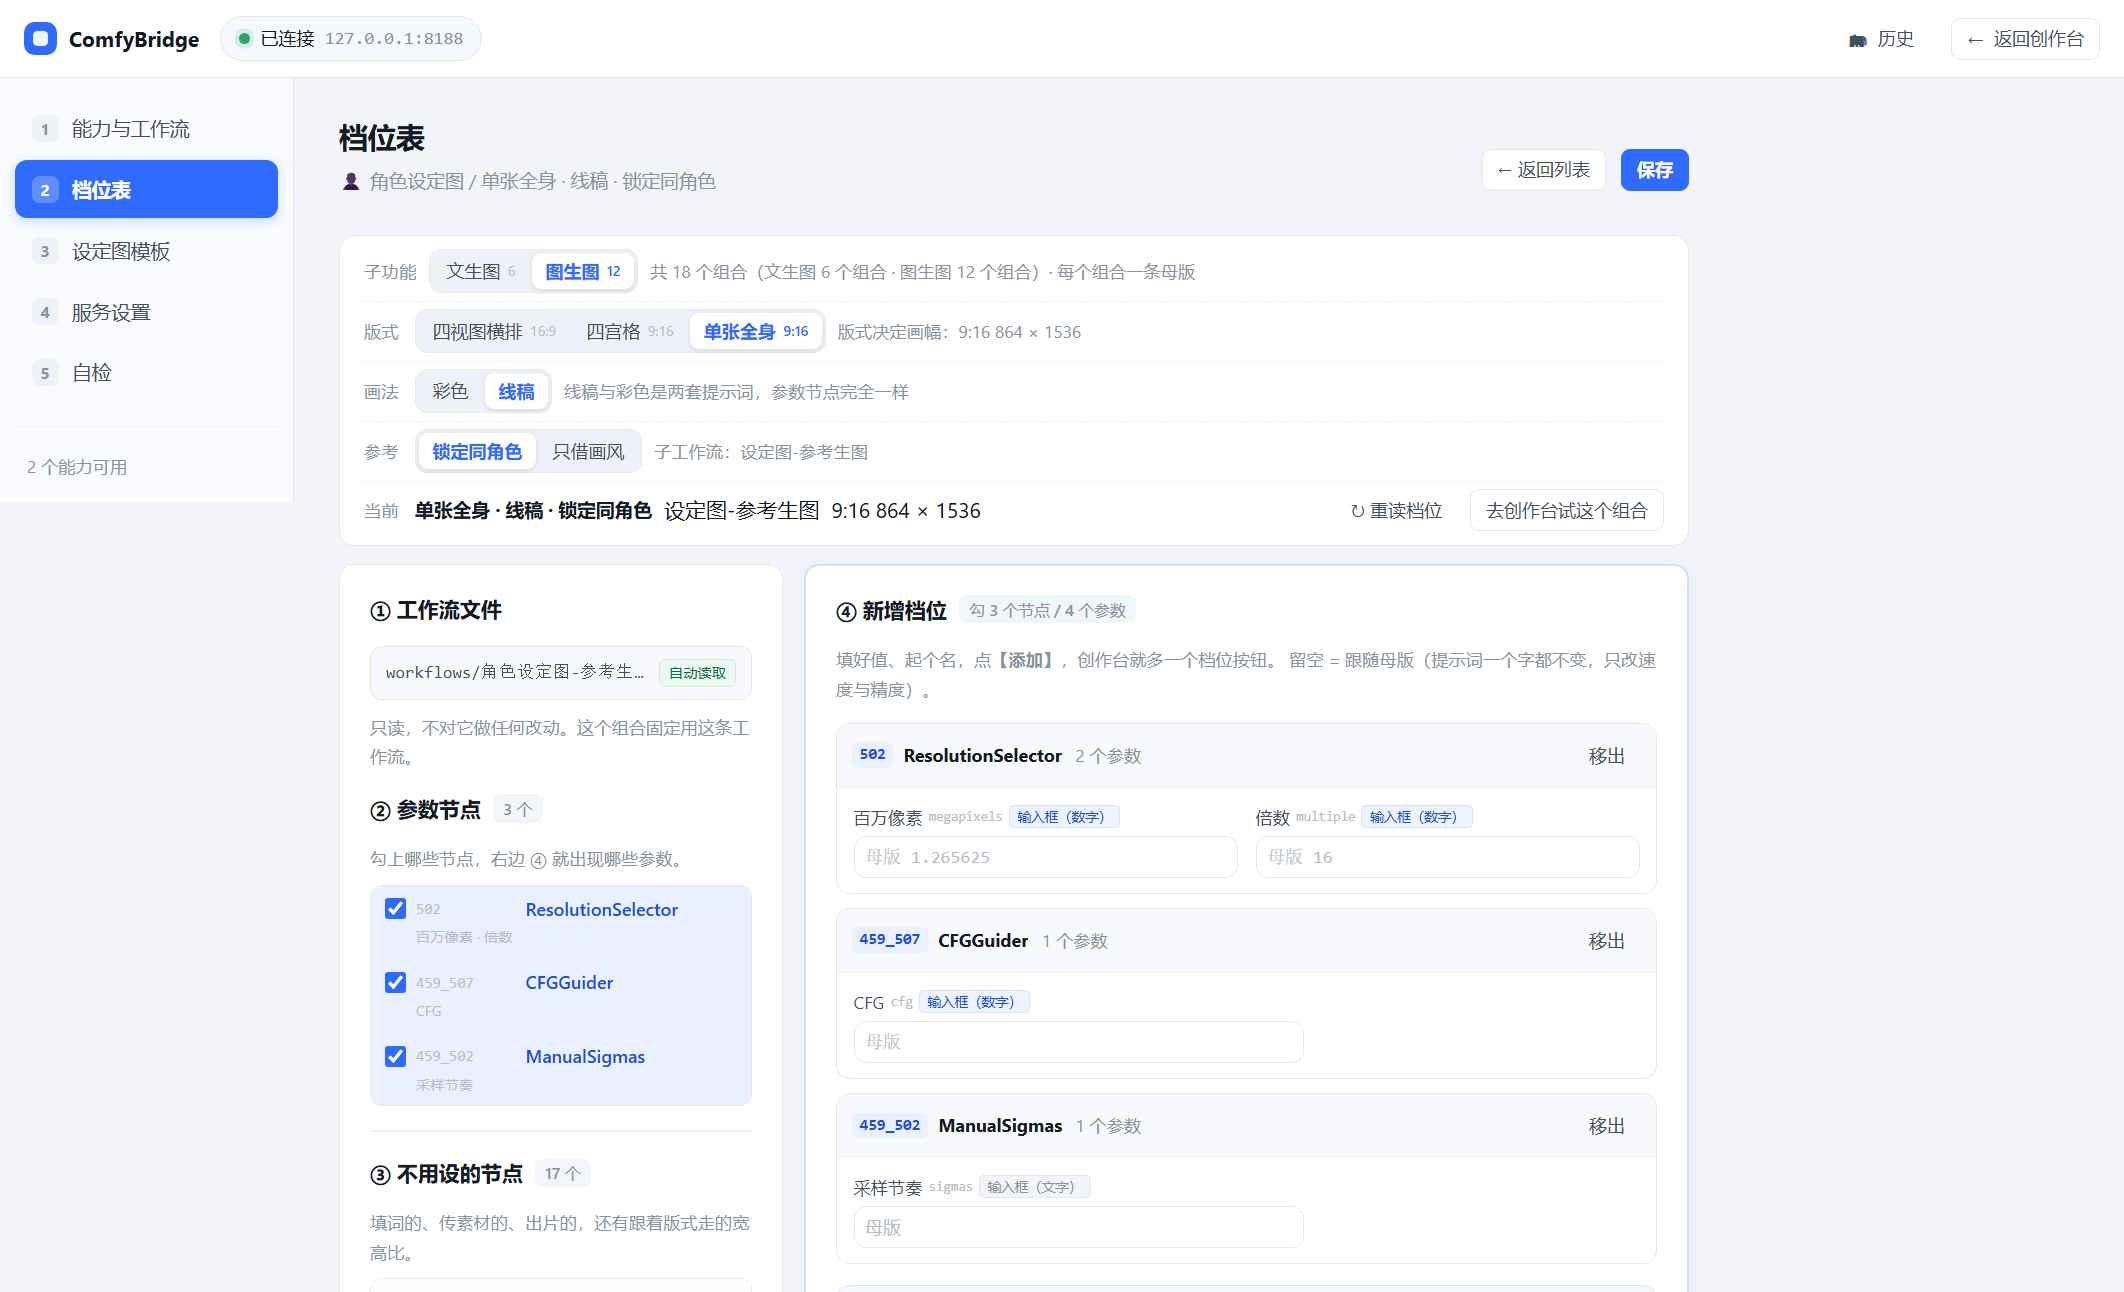 ComfyBridge
已连接 127.0.0.1:8188
历史
← 返回创作台
1 能力与工作流
2 档位表
3 设定图模板
4 服务设置
5 自检
2 个能力可用
档位表
角色设定图 / 单张全身 · 线稿 · 锁定同角色
← 返回列表
保存
子功能 文生图 6 图生图 12 共 18 个组合（文生图 6 个组合 · 图生图 12 个组合）· 每个组合一条母版
版式 四视图横排 16:9 四宫格 9:16 单张全身 9:16 版式决定画幅：9:16 864 × 1536
画法 彩色 线稿 线稿与彩色是两套提示词，参数节点完全一样
参考 锁定同角色 只借画风 子工作流：设定图-参考生图
当前 单张全身 · 线稿 · 锁定同角色 设定图-参考生图 9:16 864 × 1536 ↻ 重读档位 去创作台试这个组合
① 工作流文件
workflows/角色设定图-参考生… 自动读取
只读，不对它做任何改动。这个组合固定用这条工
作流。
② 参数节点 3 个
勾上哪些节点，右边 ④ 就出现哪些参数。
502 ResolutionSelector
百万像素 · 倍数
459_507 CFGGuider
CFG
459_502 ManualSigmas
采样节奏
③ 不用设的节点 17 个
填词的、传素材的、出片的，还有跟着版式走的宽
高比。
④ 新增档位 勾 3 个节点 / 4 个参数
填好值、起个名，点【添加】，创作台就多一个档位按钮。 留空 = 跟随母版（提示词一个字都不变，只改速
度与精度）。
502 ResolutionSelector 2 个参数 移出
百万像素 megapixels 输入框（数字） 倍数 multiple 输入框（数字）
母版 1.265625 母版 16
459_507 CFGGuider 1 个参数 移出
CFG cfg 输入框（数字）
母版
459_502 ManualSigmas 1 个参数 移出
采样节奏 sigmas 输入框（文字）
母版